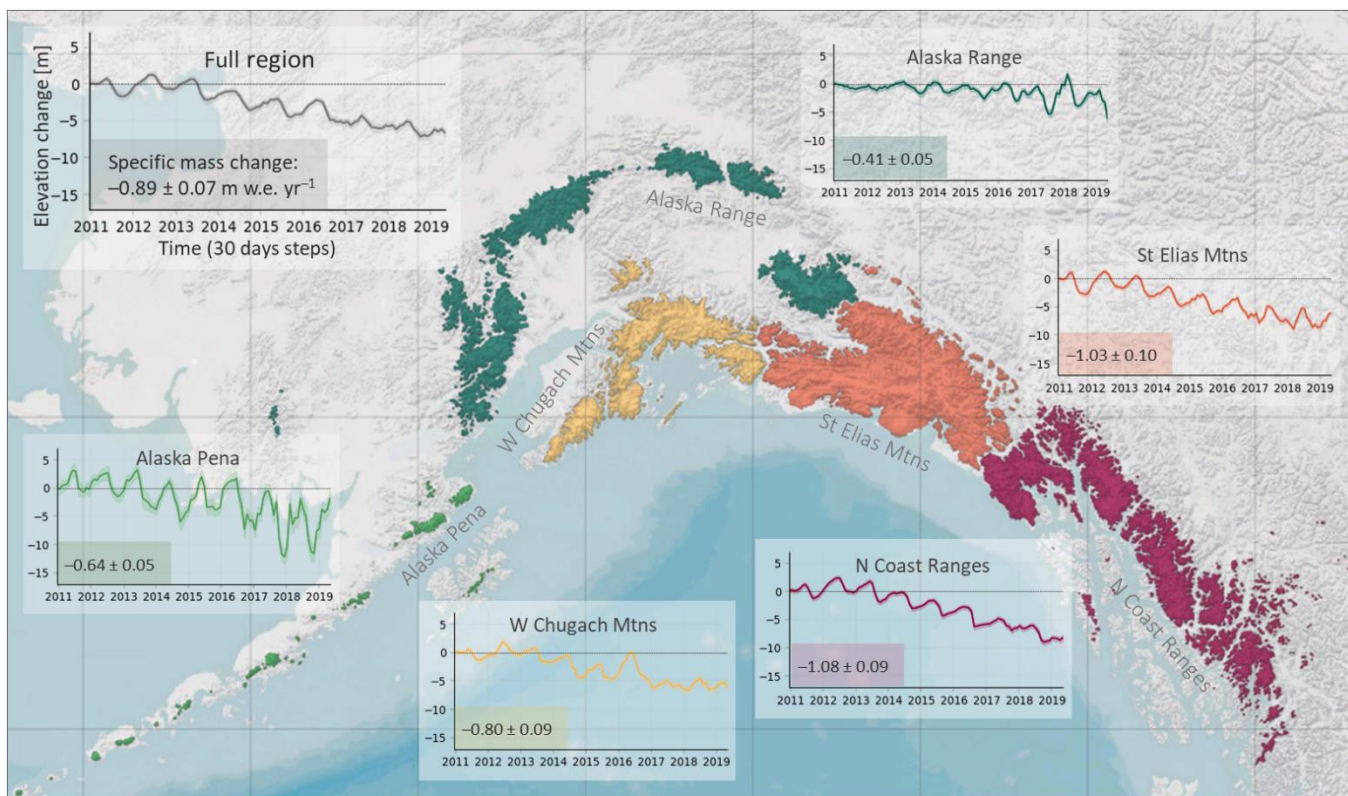 Full region
Elevation change [m]
5
0
−5
−10
−15
Specific mass change:
−0.89 ± 0.07 m w.e. yr⁻¹
2011 2012 2013 2014 2015 2016 2017 2018 2019
Time (30 days steps)
Alaska Range
5
0
−5
−10
−15
−0.41 ± 0.05
2011 2012 2013 2014 2015 2016 2017 2018 2019
Alaska Range
St Elias Mtns
5
0
−5
−10
−15
−1.03 ± 0.10
2011 2012 2013 2014 2015 2016 2017 2018 2019
W Chugach Mtns
St Elias Mtns
Alaska Pena
5
0
−5
−10
−15
−0.64 ± 0.05
2011 2012 2013 2014 2015 2016 2017 2018 2019
Alaska Pena
N Coast Ranges
5
0
−5
−10
−15
−1.08 ± 0.09
2011 2012 2013 2014 2015 2016 2017 2018 2019
N Coast Ranges
W Chugach Mtns
5
0
−5
−10
−15
−0.80 ± 0.09
2011 2012 2013 2014 2015 2016 2017 2018 2019